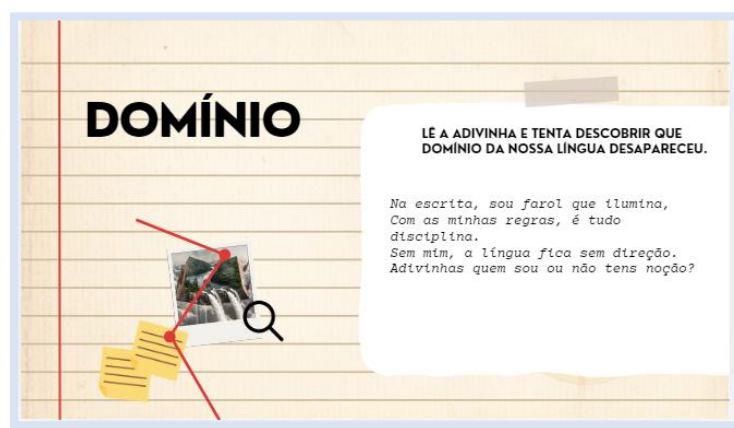 DOMÍNIO
LÊ A ADIVINHA E TENTA DESCOBRIR QUE
DOMÍNIO DA NOSSA LÍNGUA DESAPARECEU.
Na escrita, sou farol que ilumina,
Com as minhas regras, é tudo
disciplina.
Sem mim, a língua fica sem direção.
Adivinhas quem sou ou não tens noção?